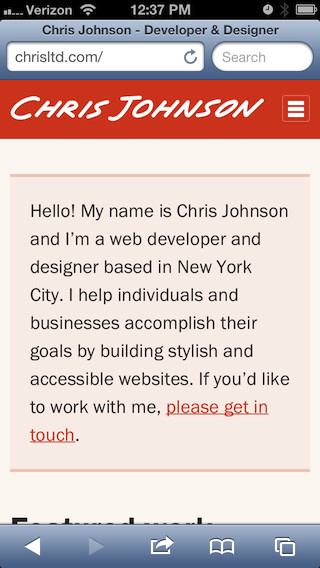 Verizon 12:37 PM
Chris Johnson - Developer & Designer
chrisltd.com/ Search
CHRIS JOHNSON
Hello! My name is Chris Johnson
and I’m a web developer and
designer based in New York
City. I help individuals and
businesses accomplish their
goals by building stylish and
accessible websites. If you’d like
to work with me, please get in
touch.
Featured work